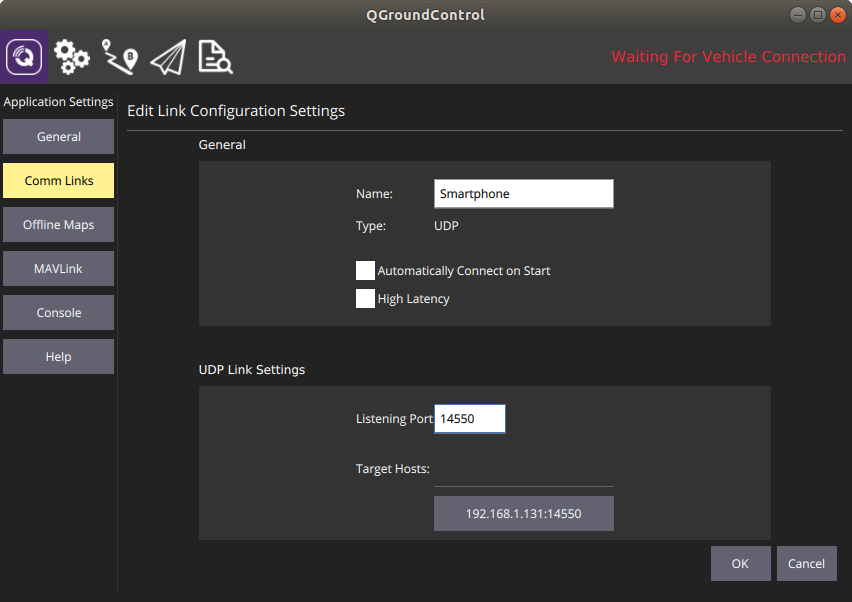 QGroundControl
Waiting For Vehicle Connection
Application Settings
General
Comm Links
Offline Maps
MAVLink
Console
Help
Edit Link Configuration Settings
General
Name: Smartphone
Type: UDP
Automatically Connect on Start
High Latency
UDP Link Settings
Listening Port 14550
Target Hosts:
192.168.1.131:14550
OK Cancel